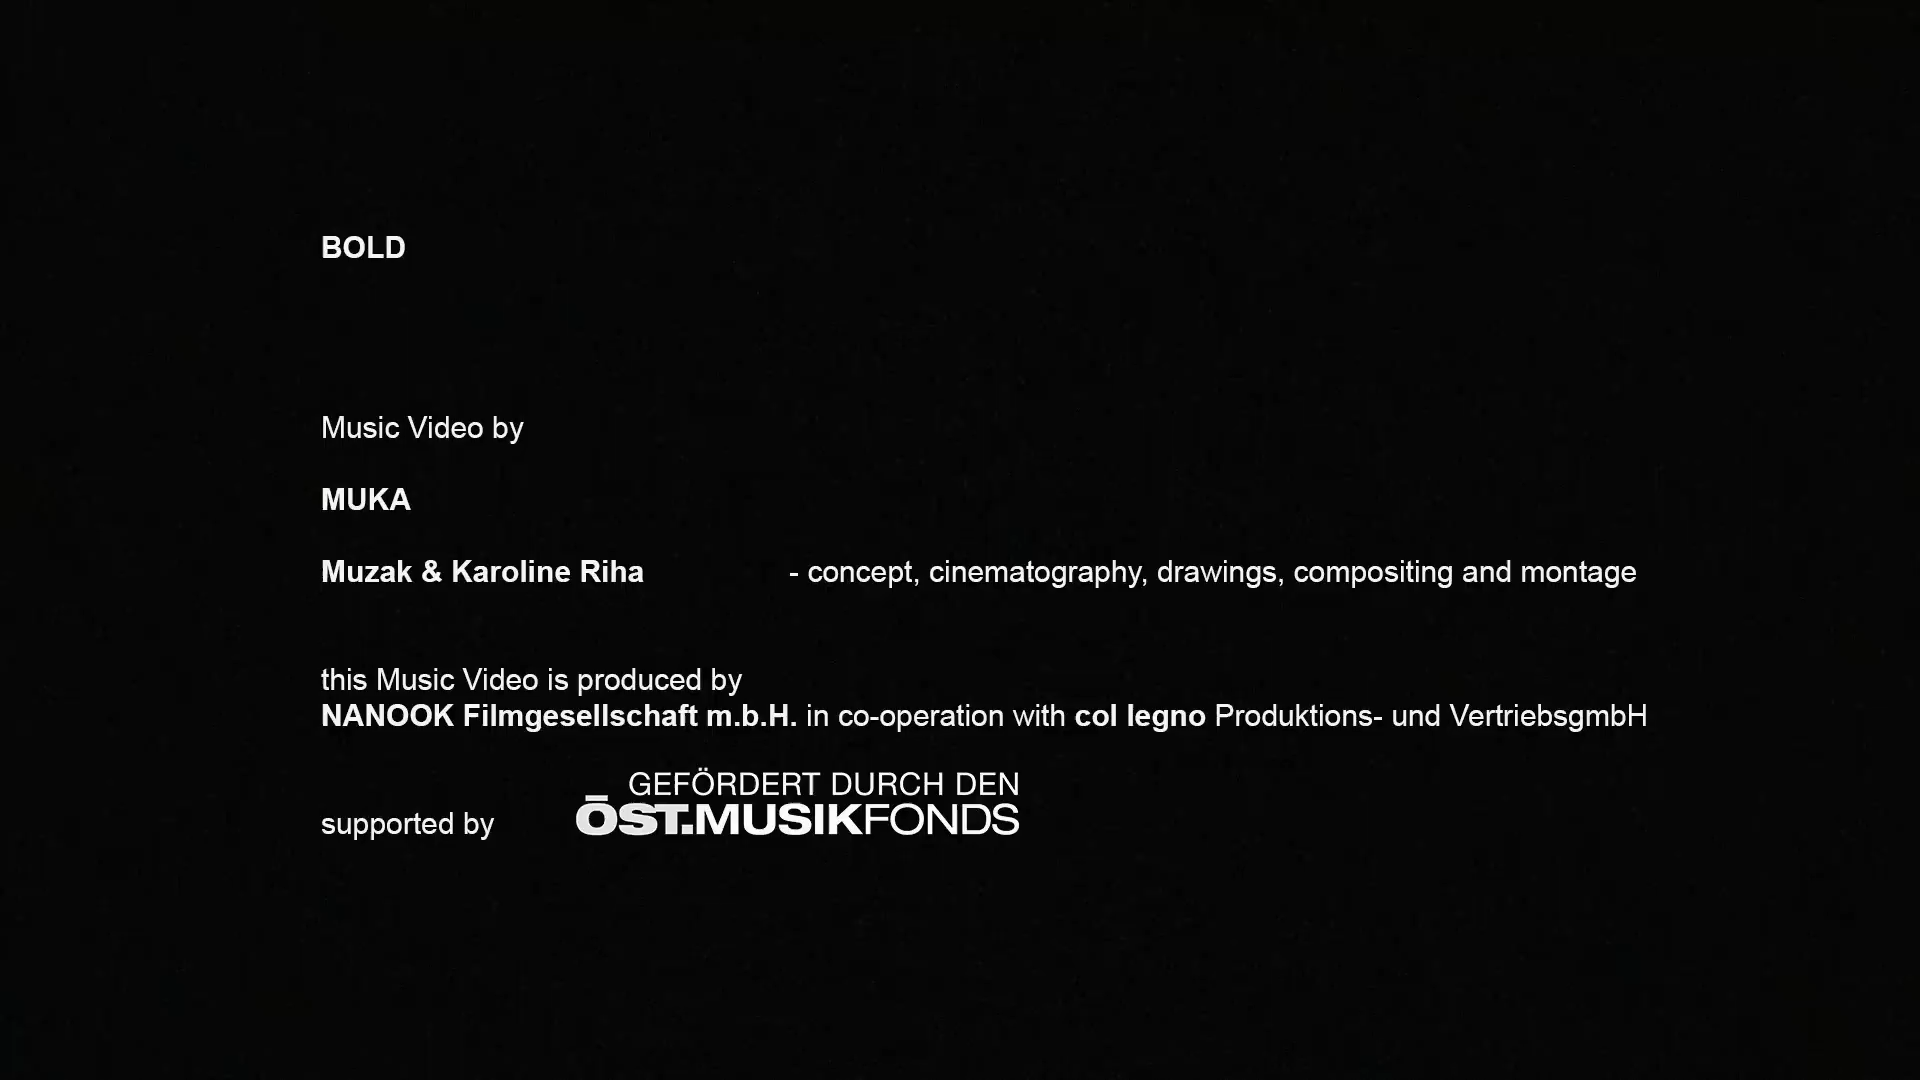 BOLD
Music Video by
MUKA
Muzak & Karoline Riha - concept, cinematography, drawings, compositing and montage
this Music Video is produced by
NANOOK Filmgesellschaft m.b.H. in co-operation with col legno Produktions- und VertriebsgmbH
GEFÖRDERT DURCH DEN
supported by ŌST.MUSIKFONDS